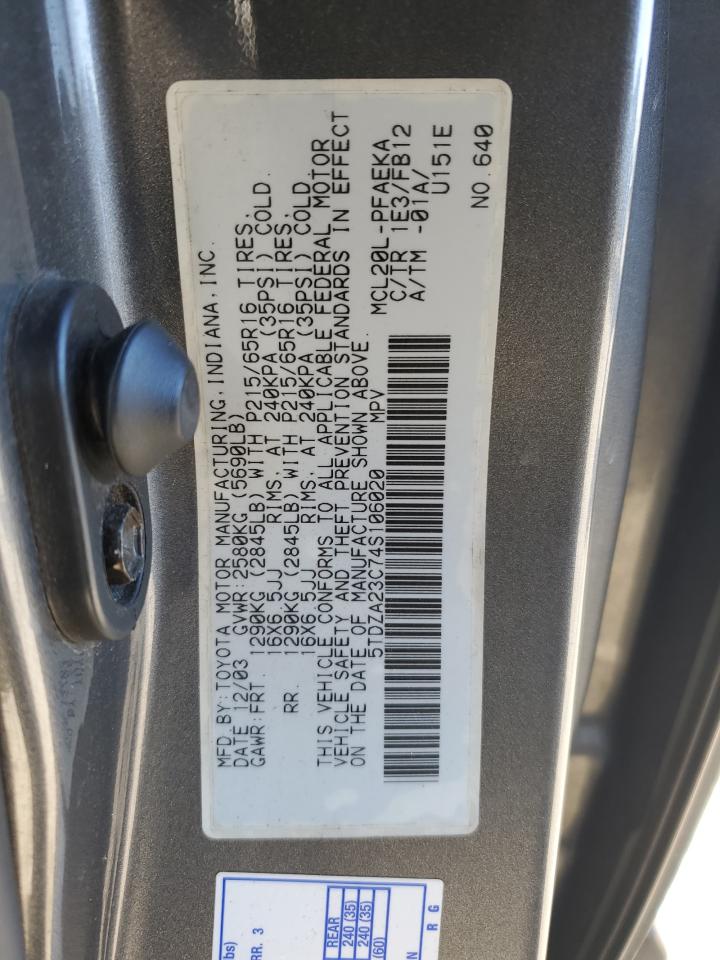 MFD.BY:TOYOTA MOTOR MANUFACTURING,INDIANA,INC.
DATE 12/03 GVWR:2580KG (5690LB)
GAWR:FRT. 1290KG (2845LB) WITH P215/65R16 TIRES,
16X6.5JJ RIMS, AT 240KPA (35PSI) COLD.
RR. 1290KG (2845LB) WITH P215/65R16 TIRES,
16X6.5JJ RIMS, AT 240KPA (35PSI) COLD.
THIS VEHICLE CONFORMS TO ALL APPLICABLE FEDERAL MOTOR
VEHICLE SAFETY AND THEFT PREVENTION STANDARDS IN EFFECT
ON THE DATE OF MANUFACTURE SHOWN ABOVE.
5TDZA23C74S106020 MPV
MCL20L-PFAEKA
C/TR 1E3/FB12
A/TM -01A/
U151E
NO.640
bs)
RR. 3
REAR
240 (35)
240 (35)
(60)
N
R G